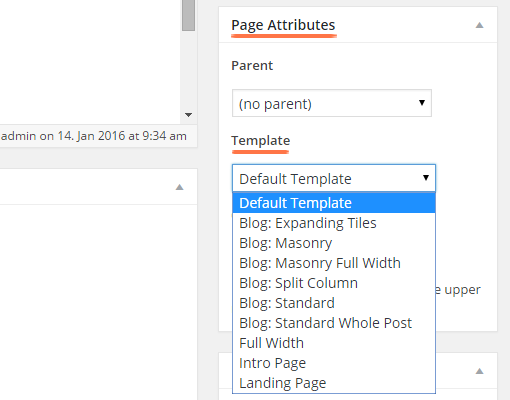 Page Attributes
Parent
(no parent)
Template
admin on 14. Jan 2016 at 9:34 am
Default Template
Default Template
Blog: Expanding Tiles
Blog: Masonry
Blog: Masonry Full Width
Blog: Split Column
e upper
Blog: Standard
Blog: Standard Whole Post
Full Width
Intro Page
Landing Page